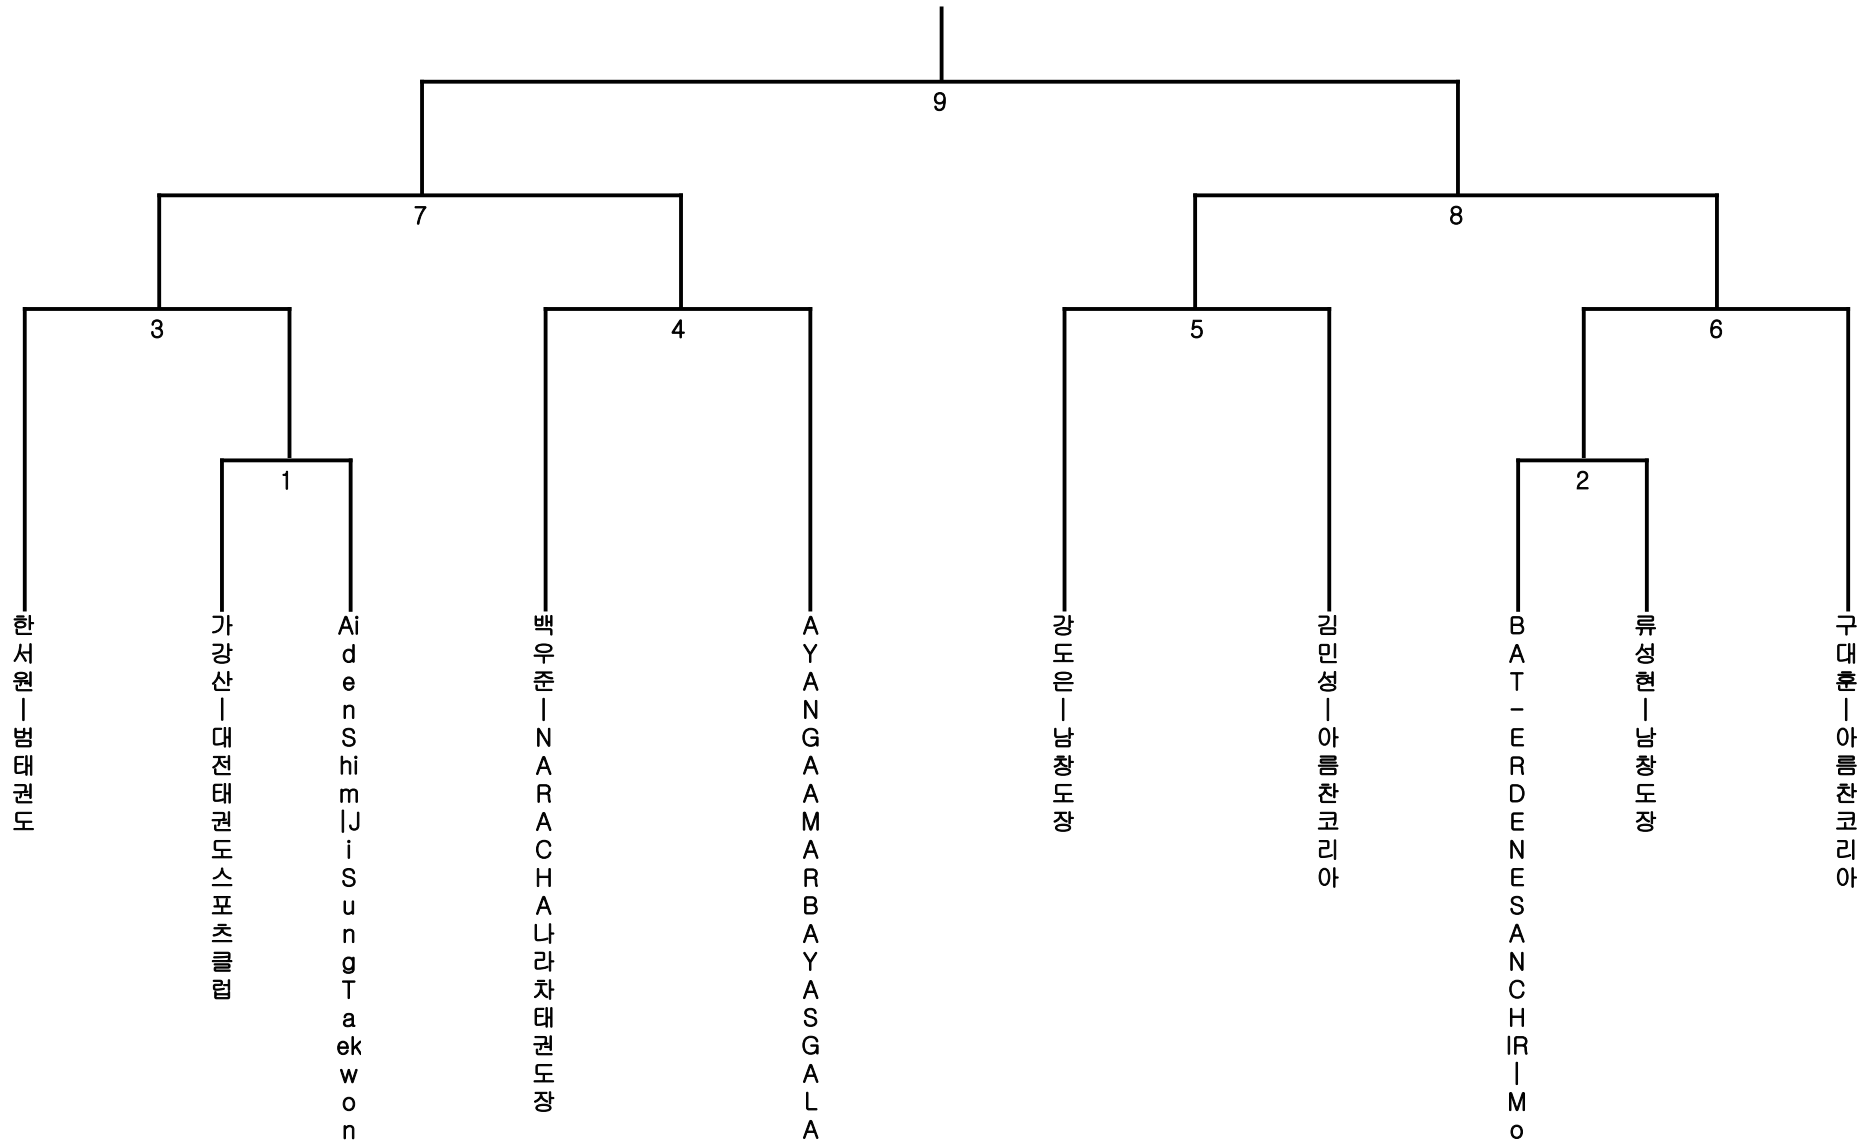 9
7
8
3
4
5
6
1
2
한서원|범태권도
가강산|대전태권도스포츠클럽
AidenShim|JiSungTaekwon
백우준|NARACHA나라차태권도장
AYANGAAMARBAYASGALA
강도은|남창도장
김민성|아름찬코리아
BAT-ERDENESANCHIR|Mo
류성현|남창도장
구대훈|아름찬코리아